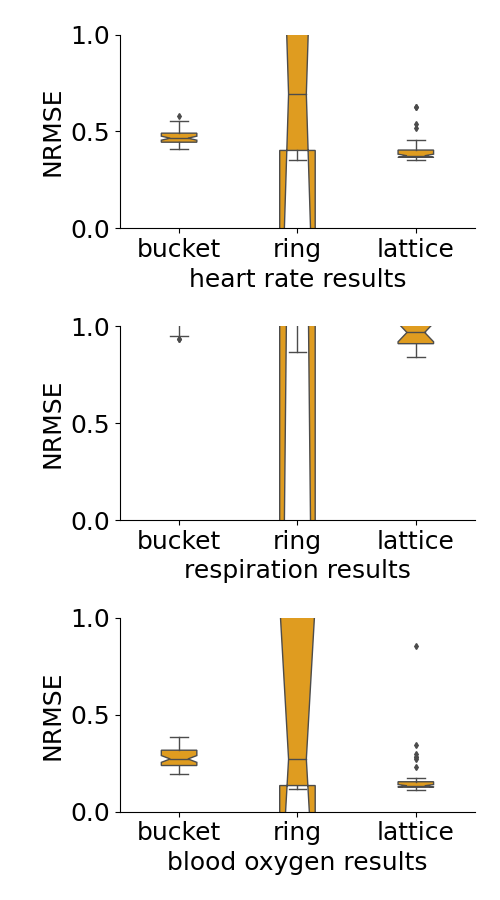 1.0
NRMSE
0.5
0.0
bucket ring lattice
heart rate results
1.0
NRMSE
0.5
0.0
bucket ring lattice
respiration results
1.0
NRMSE
0.5
0.0
bucket ring lattice
blood oxygen results